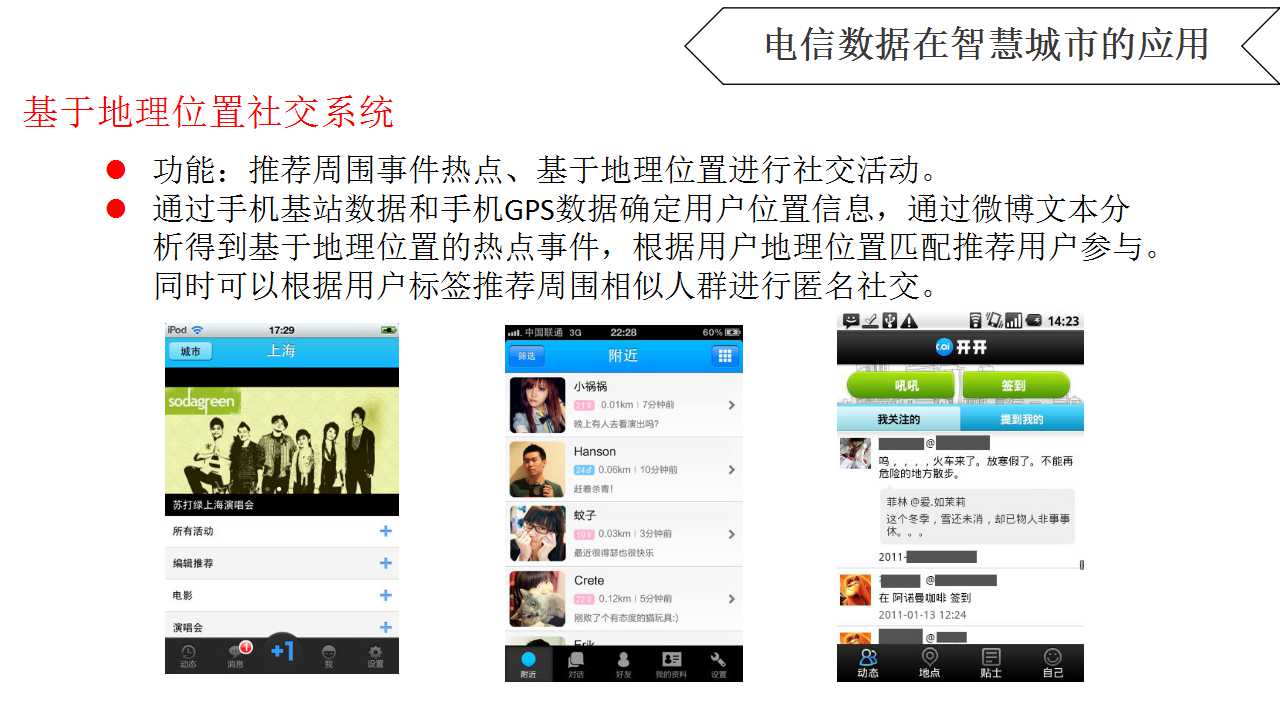 电信数据在智慧城市的应用
基于地理位置社交系统
功能：推荐周围事件热点、基于地理位置进行社交活动。
通过手机基站数据和手机GPS数据确定用户位置信息，通过微博文本分
析得到基于地理位置的热点事件，根据用户地理位置匹配推荐用户参与。
同时可以根据用户标签推荐周围相似人群进行匿名社交。
iPod 17:29
城市 上海
sodagreen
苏打绿上海演唱会
所有活动 +
编辑推荐 +
电影 +
演唱会 +
+1 1
动态 消息 我 设置
中国联通 3G 22:28 60%
筛选 附近
小祸祸
0.01km | 7分钟前
晚上有人去看演出吗?
Hanson
24♂ 0.06km | 10分钟前
赶着杀青!
蚊子
0.03km | 3分钟前
最近很得瑟也很快乐
Crete
22♀ 0.12km | 5分钟前
刚败了个有态度的猫玩具:)
Erik
附近 对话 好友 我的资料 设置
14:23
开开
吼吼 签到
我关注的 提到我的
@
呜，，，，火车来了。放寒假了。不能再
危险的地方散步。
菲林 @爱.如茉莉
这个冬季，雪还未消，却已物人非事事
休。。。
2011-
@
在 阿诺曼咖啡 签到
2011-01-13 12:24
@
动态 地点 贴士 自己